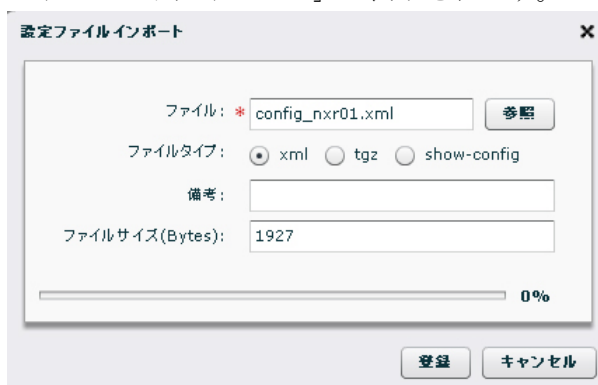 設定ファイルインポート
ファイル: * config_nxr01.xml 参照
ファイルタイプ: xml tgz show-config
備考:
ファイルサイズ(Bytes): 1927
0%
登録 キャンセル